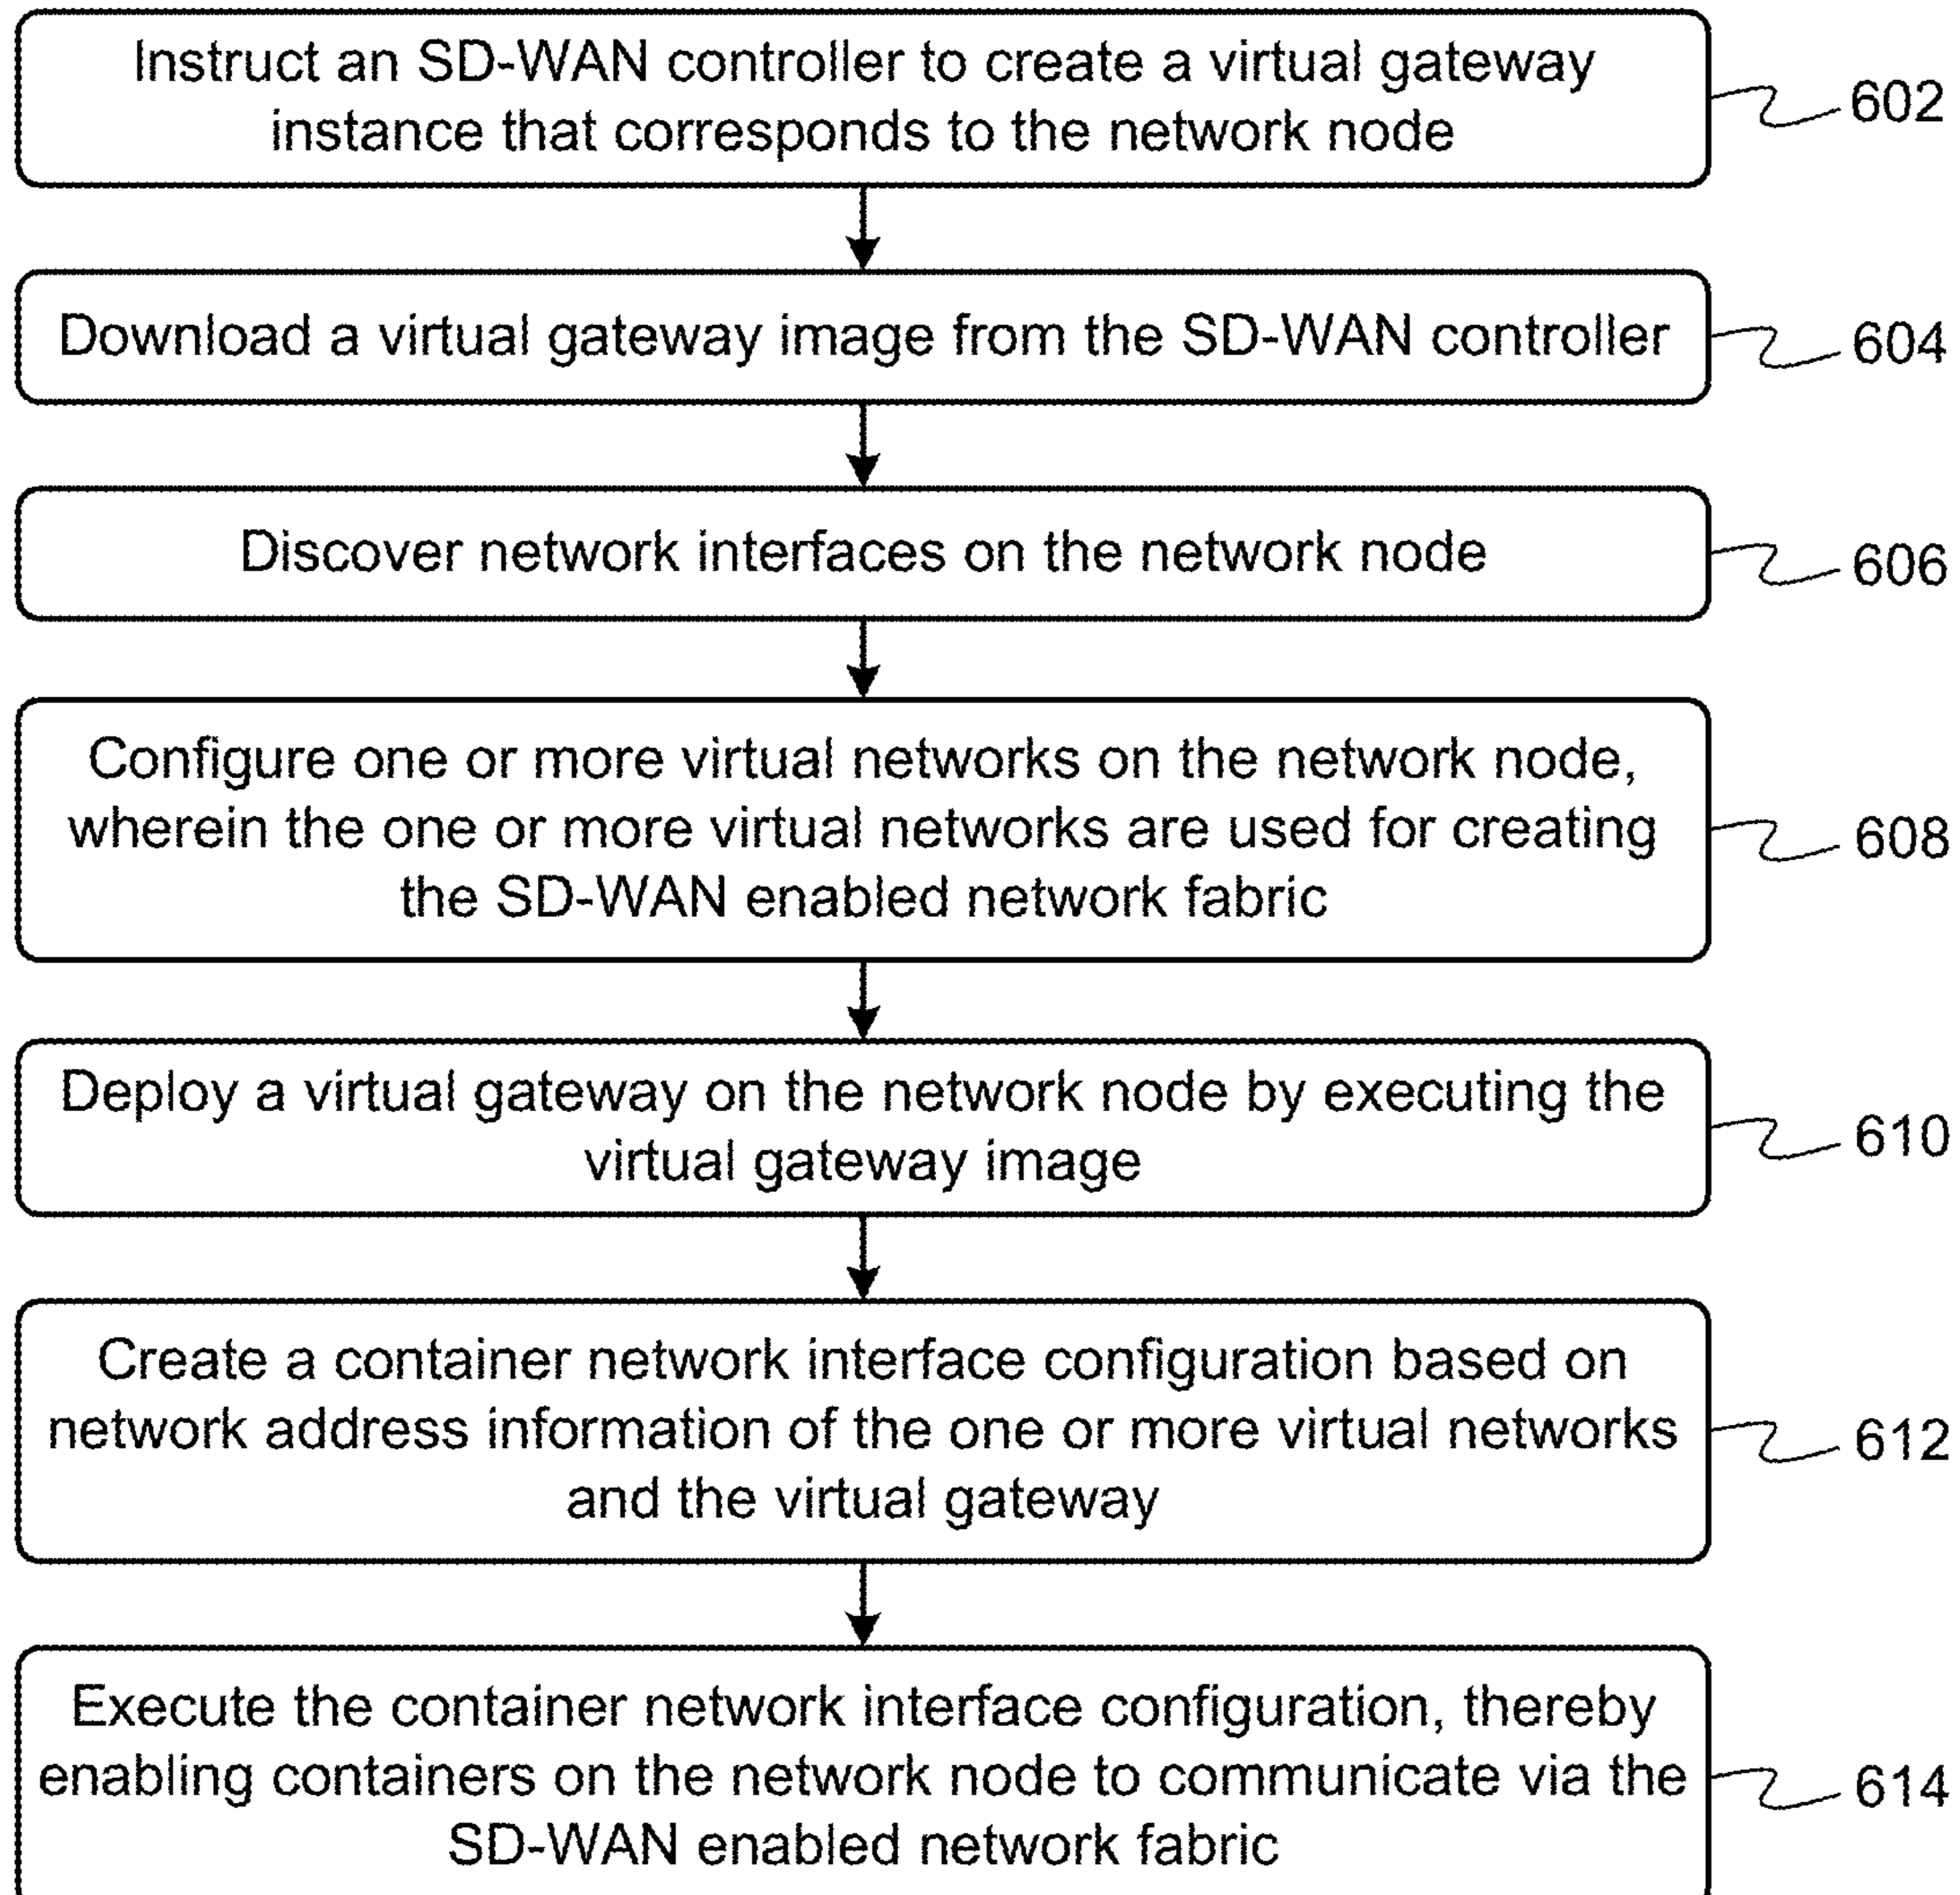 Instruct an SD-WAN controller to create a virtual gateway
instance that corresponds to the network node
602
Download a virtual gateway image from the SD-WAN controller
604
Discover network interfaces on the network node
606
Configure one or more virtual networks on the network node,
wherein the one or more virtual networks are used for creating
the SD-WAN enabled network fabric
608
Deploy a virtual gateway on the network node by executing the
virtual gateway image
610
Create a container network interface configuration based on
network address information of the one or more virtual networks
and the virtual gateway
612
Execute the container network interface configuration, thereby
enabling containers on the network node to communicate via the
SD-WAN enabled network fabric
614